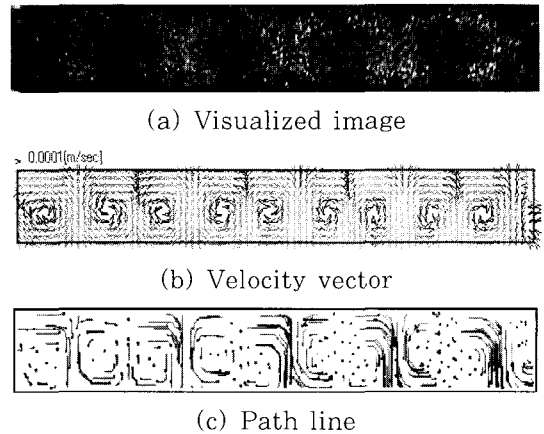 (a) Visualized image
0.0001[m/sec]
(b) Velocity vector
(c) Path line